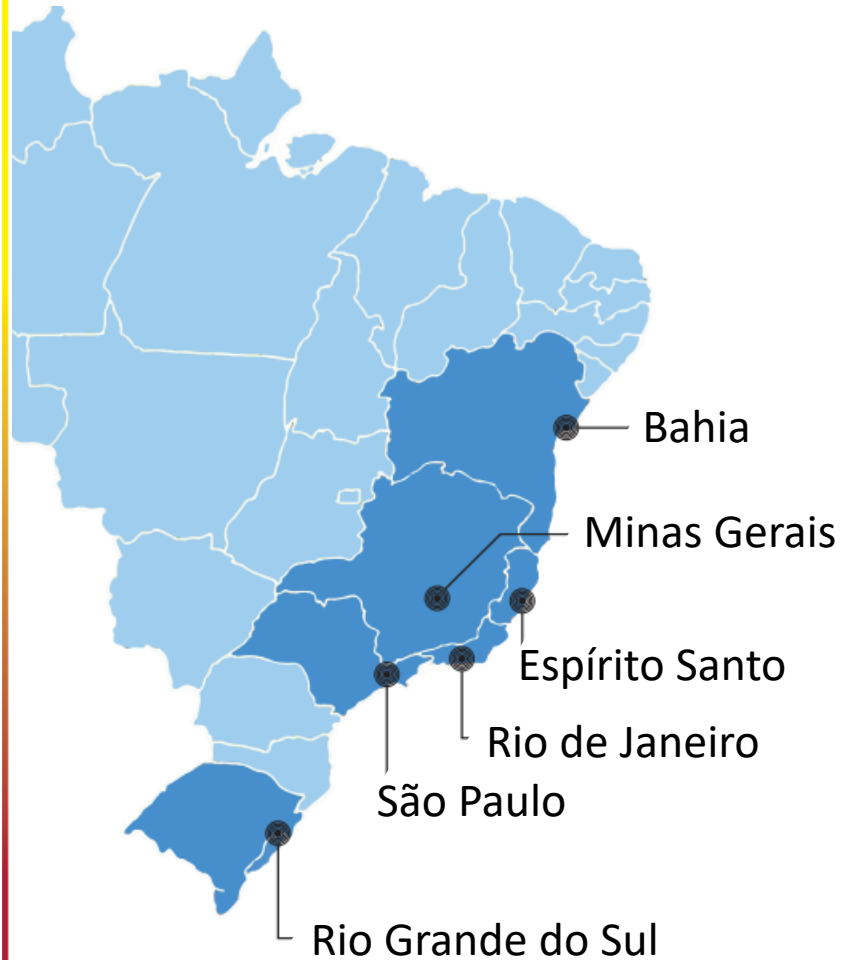 Bahia
Minas Gerais
Espírito Santo
Rio de Janeiro
São Paulo
Rio Grande do Sul